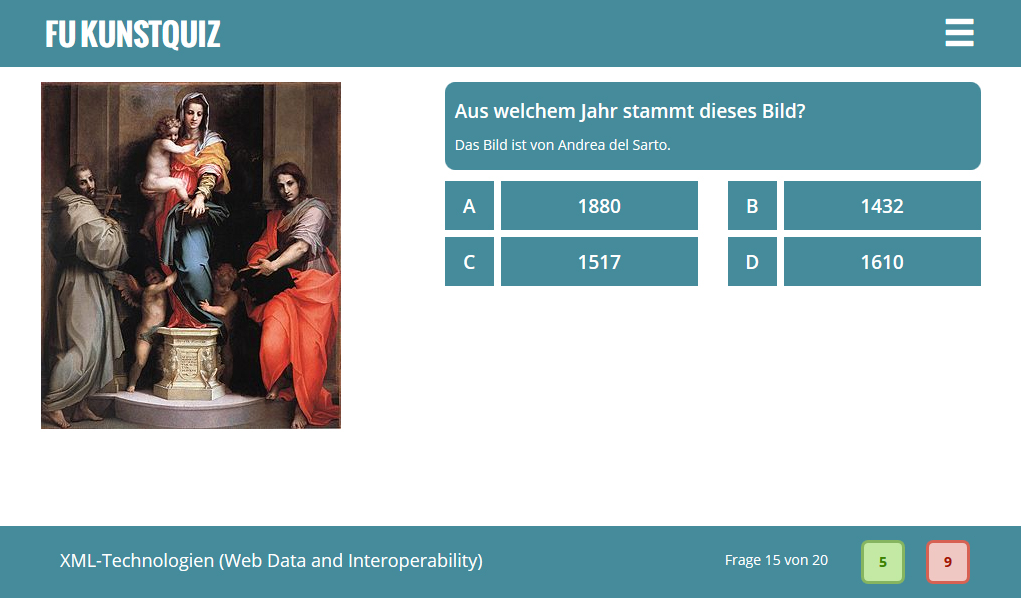 FU KUNSTQUIZ
Aus welchem Jahr stammt dieses Bild?
Das Bild ist von Andrea del Sarto.
A 1880 B 1432
C 1517 D 1610
XML-Technologien (Web Data and Interoperability) Frage 15 von 20 5 9